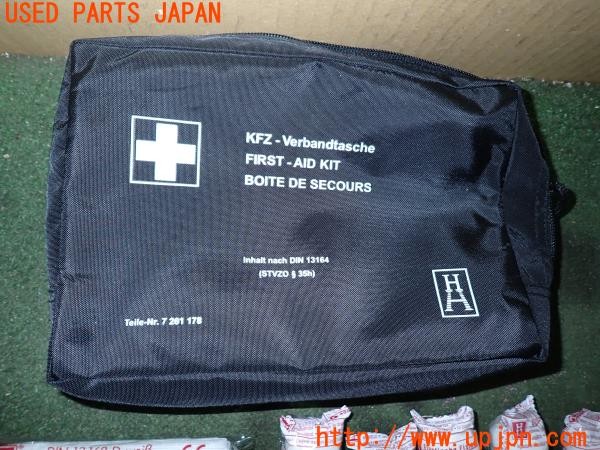 USED PARTS JAPAN
KFZ - Verbandtasche
FIRST - AID KIT
BOITE DE SECOURS
Inhalt nach DIN 13164
(STVZO § 35h)
HA
Teile-Nr. 7 261 178
http://www.upjpn.com